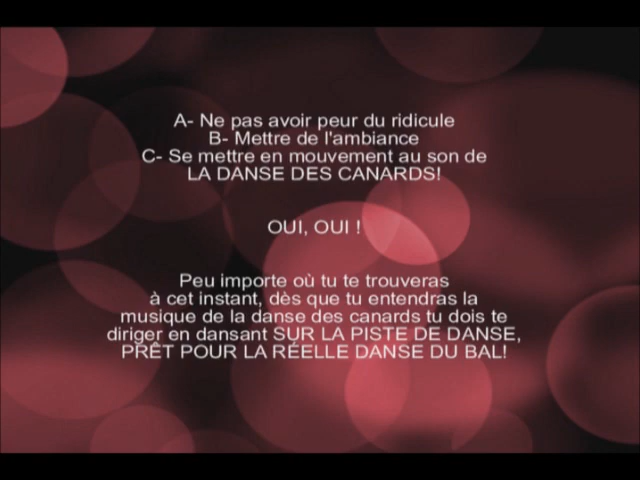 A- Ne pas avoir peur du ridicule
B- Mettre de l'ambiance
C- Se mettre en mouvement au son de
LA DANSE DES CANARDS!
OUI, OUI !
Peu importe où tu te trouveras
à cet instant, dès que tu entendras la
musique de la danse des canards tu dois te
diriger en dansant SUR LA PISTE DE DANSE,
PRÊT POUR LA RÉELLE DANSE DU BAL!